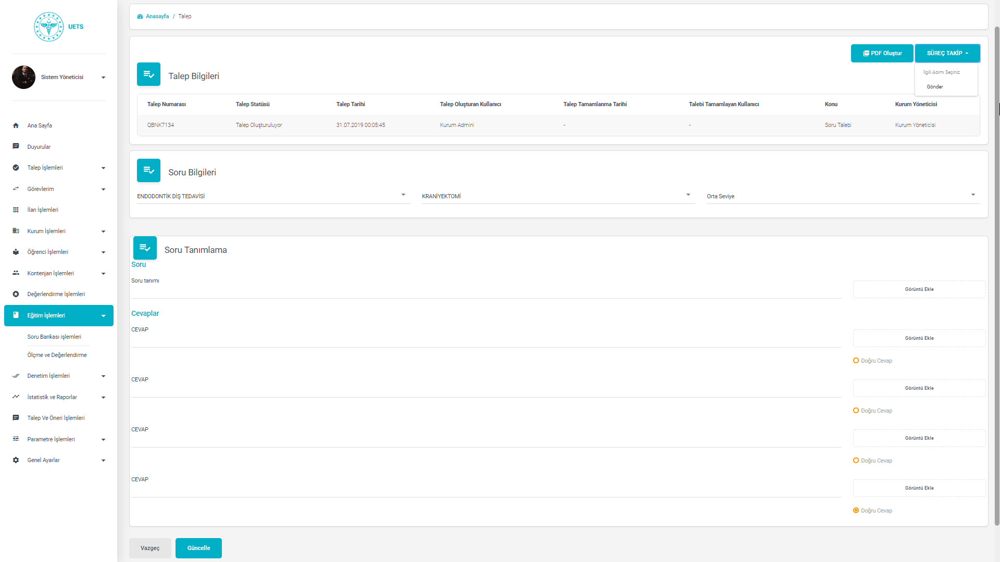 UETS
Sistem Yöneticisi
Ana Sayfa
Duyurular
Talep İşlemleri
Görevlerim
İlan İşlemleri
Kurum İşlemleri
Öğrenci İşlemleri
Kontenjan İşlemleri
Değerlendirme İşlemleri
Eğitim İşlemleri
Soru Bankası işlemleri
Ölçme ve Değerlendirme
Denetim İşlemleri
İstatistik ve Raporlar
Talep Ve Öneri İşlemleri
Parametre İşlemleri
Genel Ayarlar
Anasayfa / Talep
PDF Oluştur SÜREÇ TAKİP
İlgili Adımı Seçiniz
Gönder
Talep Bilgileri
Talep Numarası Talep Statüsü Talep Tarihi Talep Oluşturan Kullanıcı Talep Tamamlanma Tarihi Talebi Tamamlayan Kullanıcı Konu Kurum Yöneticisi
QBNK7134 Talep Oluşturuluyor 31.07.2019 00:05:45 Kurum Admini - - Soru Talebi Kurum Yöneticisi
Soru Bilgileri
ENDODONTİK DİŞ TEDAVİSİ KRANİYEKTOMİ Orta Seviye
Soru Tanımlama
Soru
Soru tanımı
Görüntü Ekle
Cevaplar
CEVAP
Görüntü Ekle
Doğru Cevap
CEVAP
Görüntü Ekle
Doğru Cevap
CEVAP
Görüntü Ekle
Doğru Cevap
CEVAP
Görüntü Ekle
Doğru Cevap
Vazgeç Güncelle